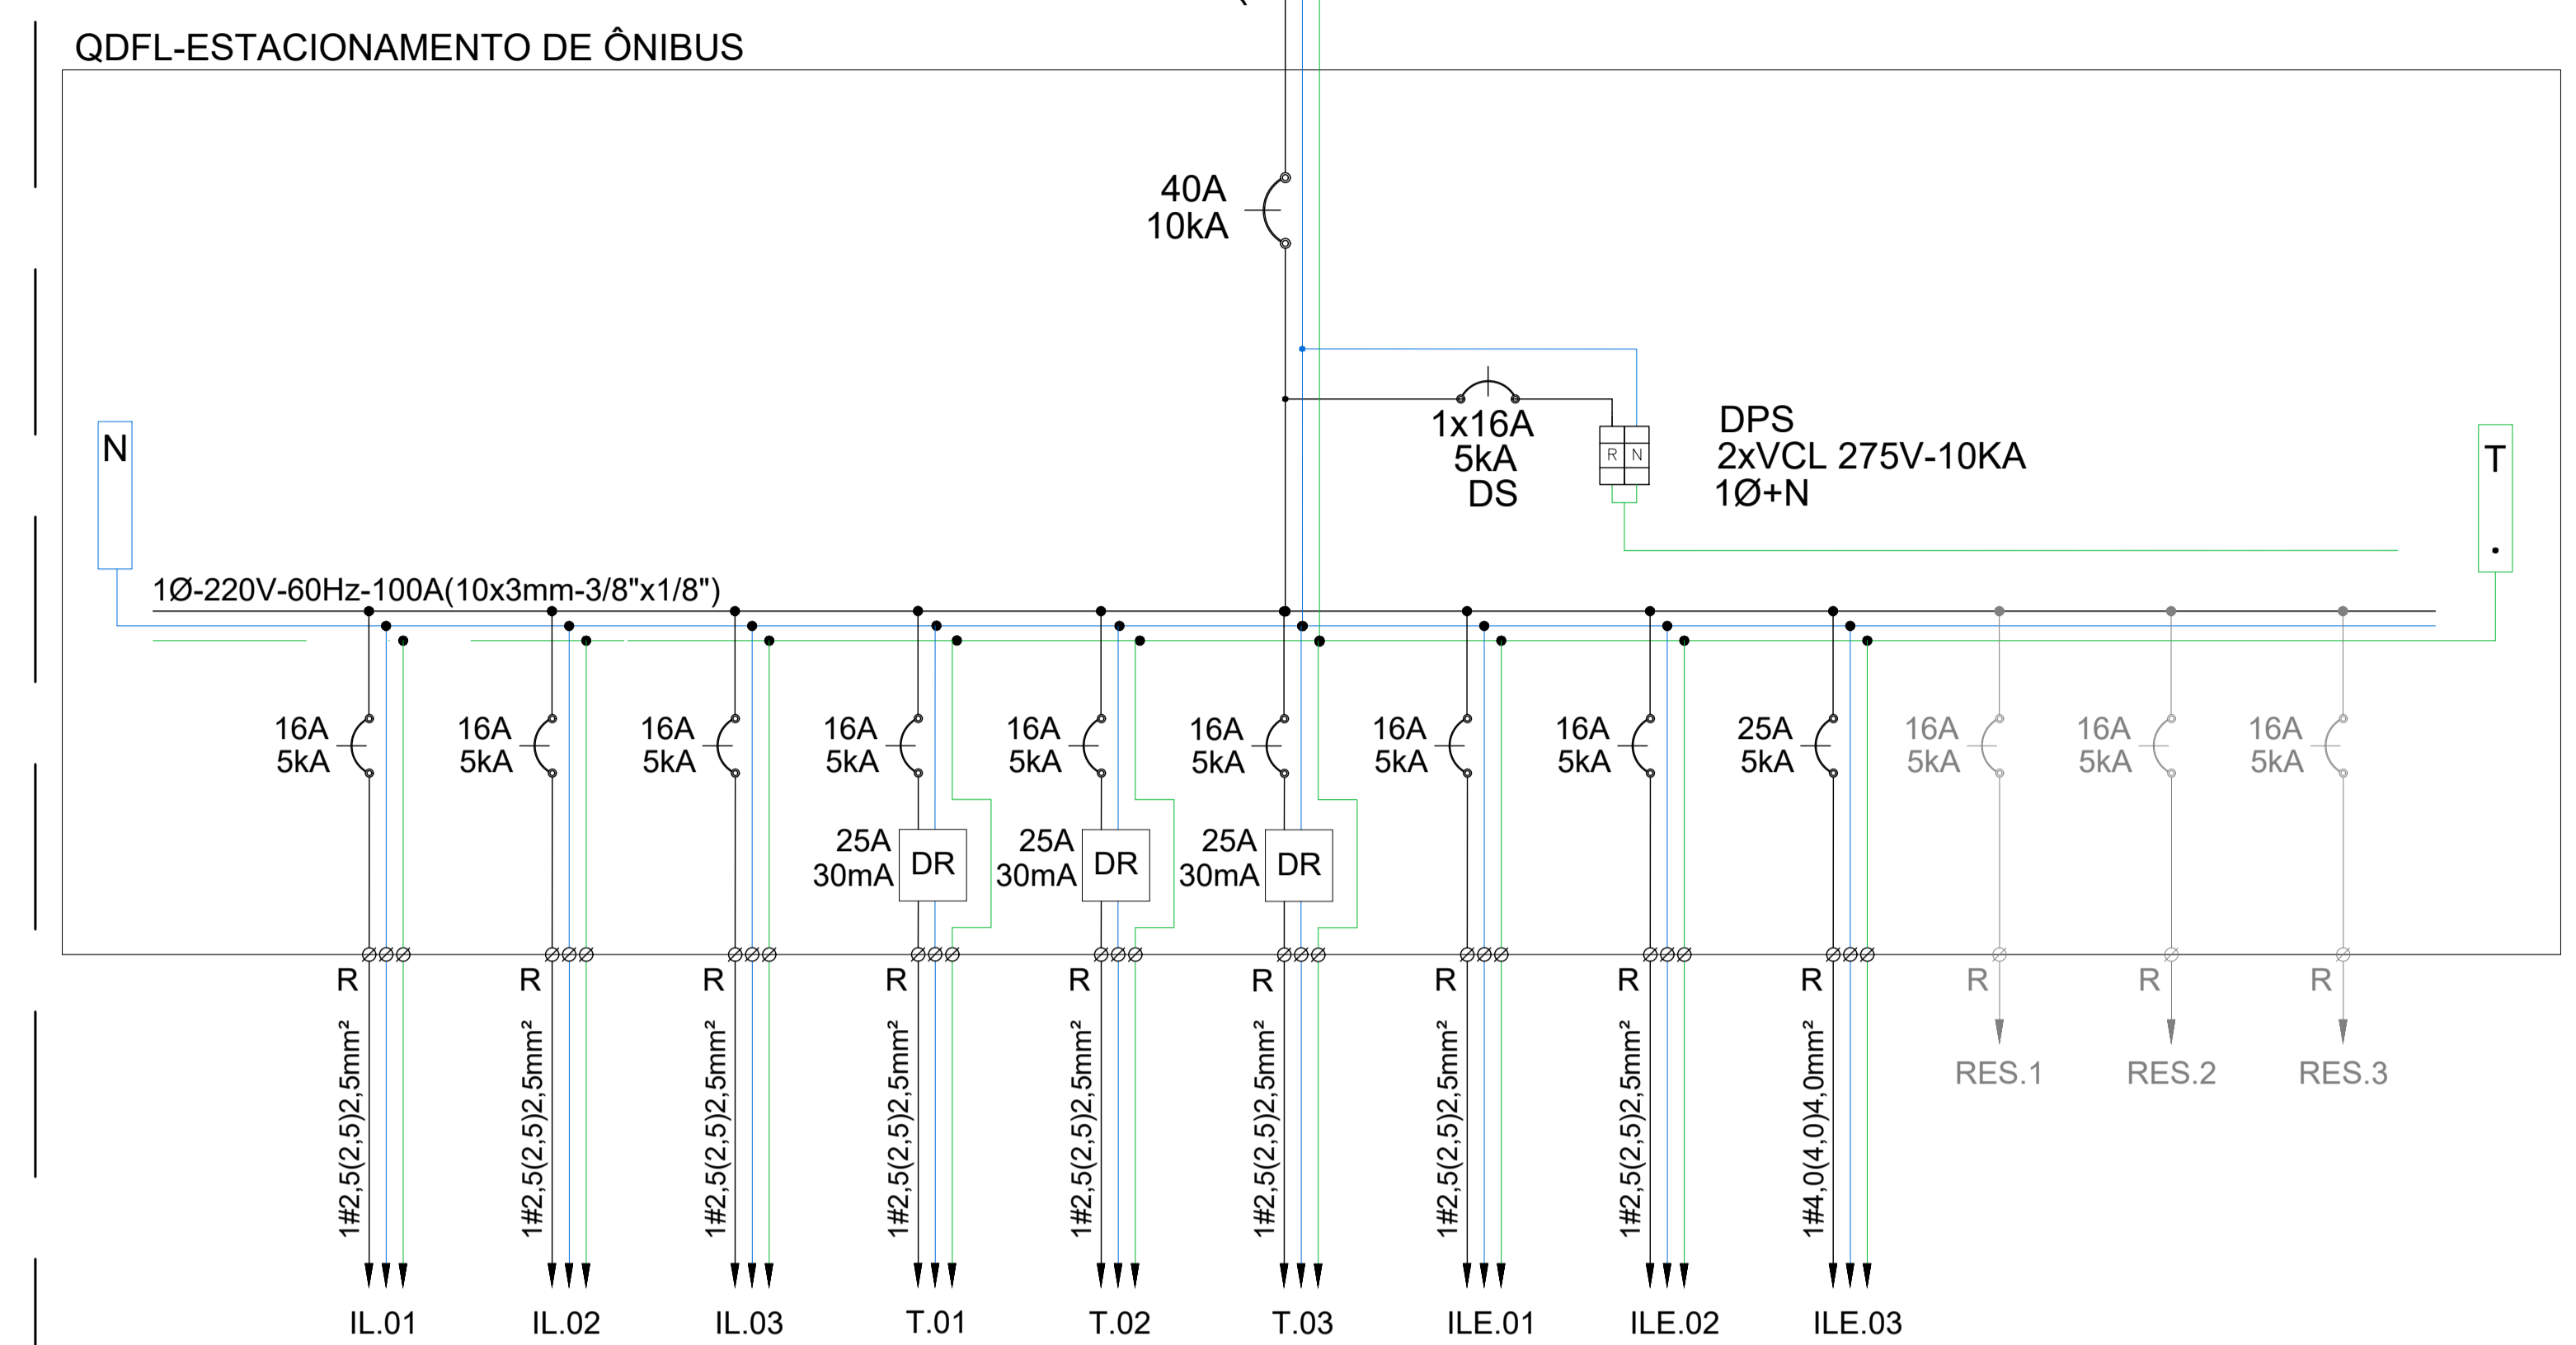 QDFL-ESTACIONAMENTO DE ÔNIBUS
40A
10kA
1x16A
5kA
DS
R N
DPS
2xVCL 275V-10KA
1Ø+N
N
T
1Ø-220V-60Hz-100A(10x3mm-3/8"x1/8")
16A
5kA
16A
5kA
16A
5kA
16A
5kA
16A
5kA
16A
5kA
16A
5kA
16A
5kA
25A
5kA
16A
5kA
16A
5kA
16A
5kA
25A
30mA
DR
25A
30mA
DR
25A
30mA
DR
R
R
R
R
R
R
R
R
R
R
R
R
1#2,5(2,5)2,5mm²
1#2,5(2,5)2,5mm²
1#2,5(2,5)2,5mm²
1#2,5(2,5)2,5mm²
1#2,5(2,5)2,5mm²
1#2,5(2,5)2,5mm²
1#2,5(2,5)2,5mm²
1#2,5(2,5)2,5mm²
1#4,0(4,0)4,0mm²
RES.1
RES.2
RES.3
IL.01
IL.02
IL.03
T.01
T.02
T.03
ILE.01
ILE.02
ILE.03